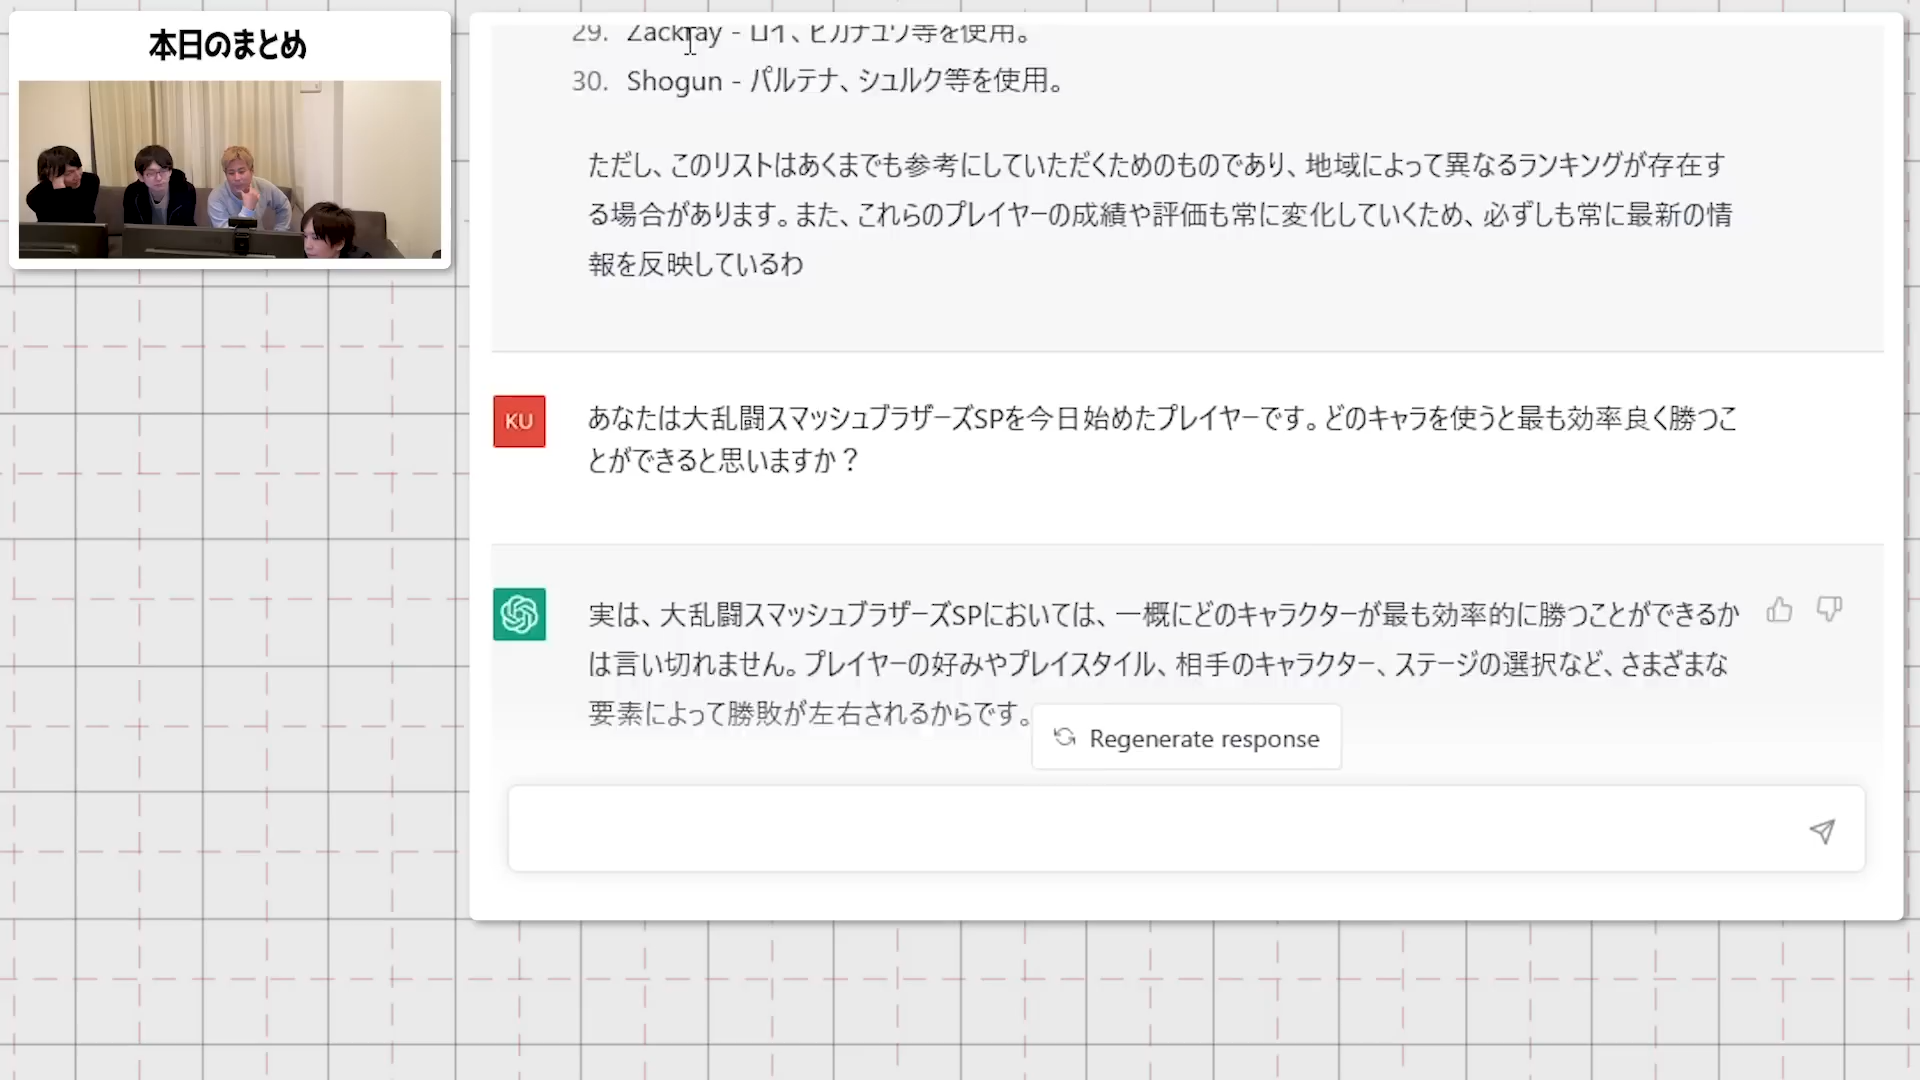 本日のまとめ
29. Zackray - ロイ、ピカチュウ等を使用。
30. Shogun - パルテナ、シュルク等を使用。
ただし、このリストはあくまでも参考にしていただくためのものであり、地域によって異なるランキングが存在す
る場合があります。また、これらのプレイヤーの成績や評価も常に変化していくため、必ずしも常に最新の情
報を反映しているわ
KU
あなたは大乱闘スマッシュブラザーズSPを今日始めたプレイヤーです。どのキャラを使うと最も効率良く勝つこ
とができると思いますか？
実は、大乱闘スマッシュブラザーズSPにおいては、一概にどのキャラクターが最も効率的に勝つことができるか
は言い切れません。プレイヤーの好みやプレイスタイル、相手のキャラクター、ステージの選択など、さまざまな
要素によって勝敗が左右されるからです。
Regenerate response